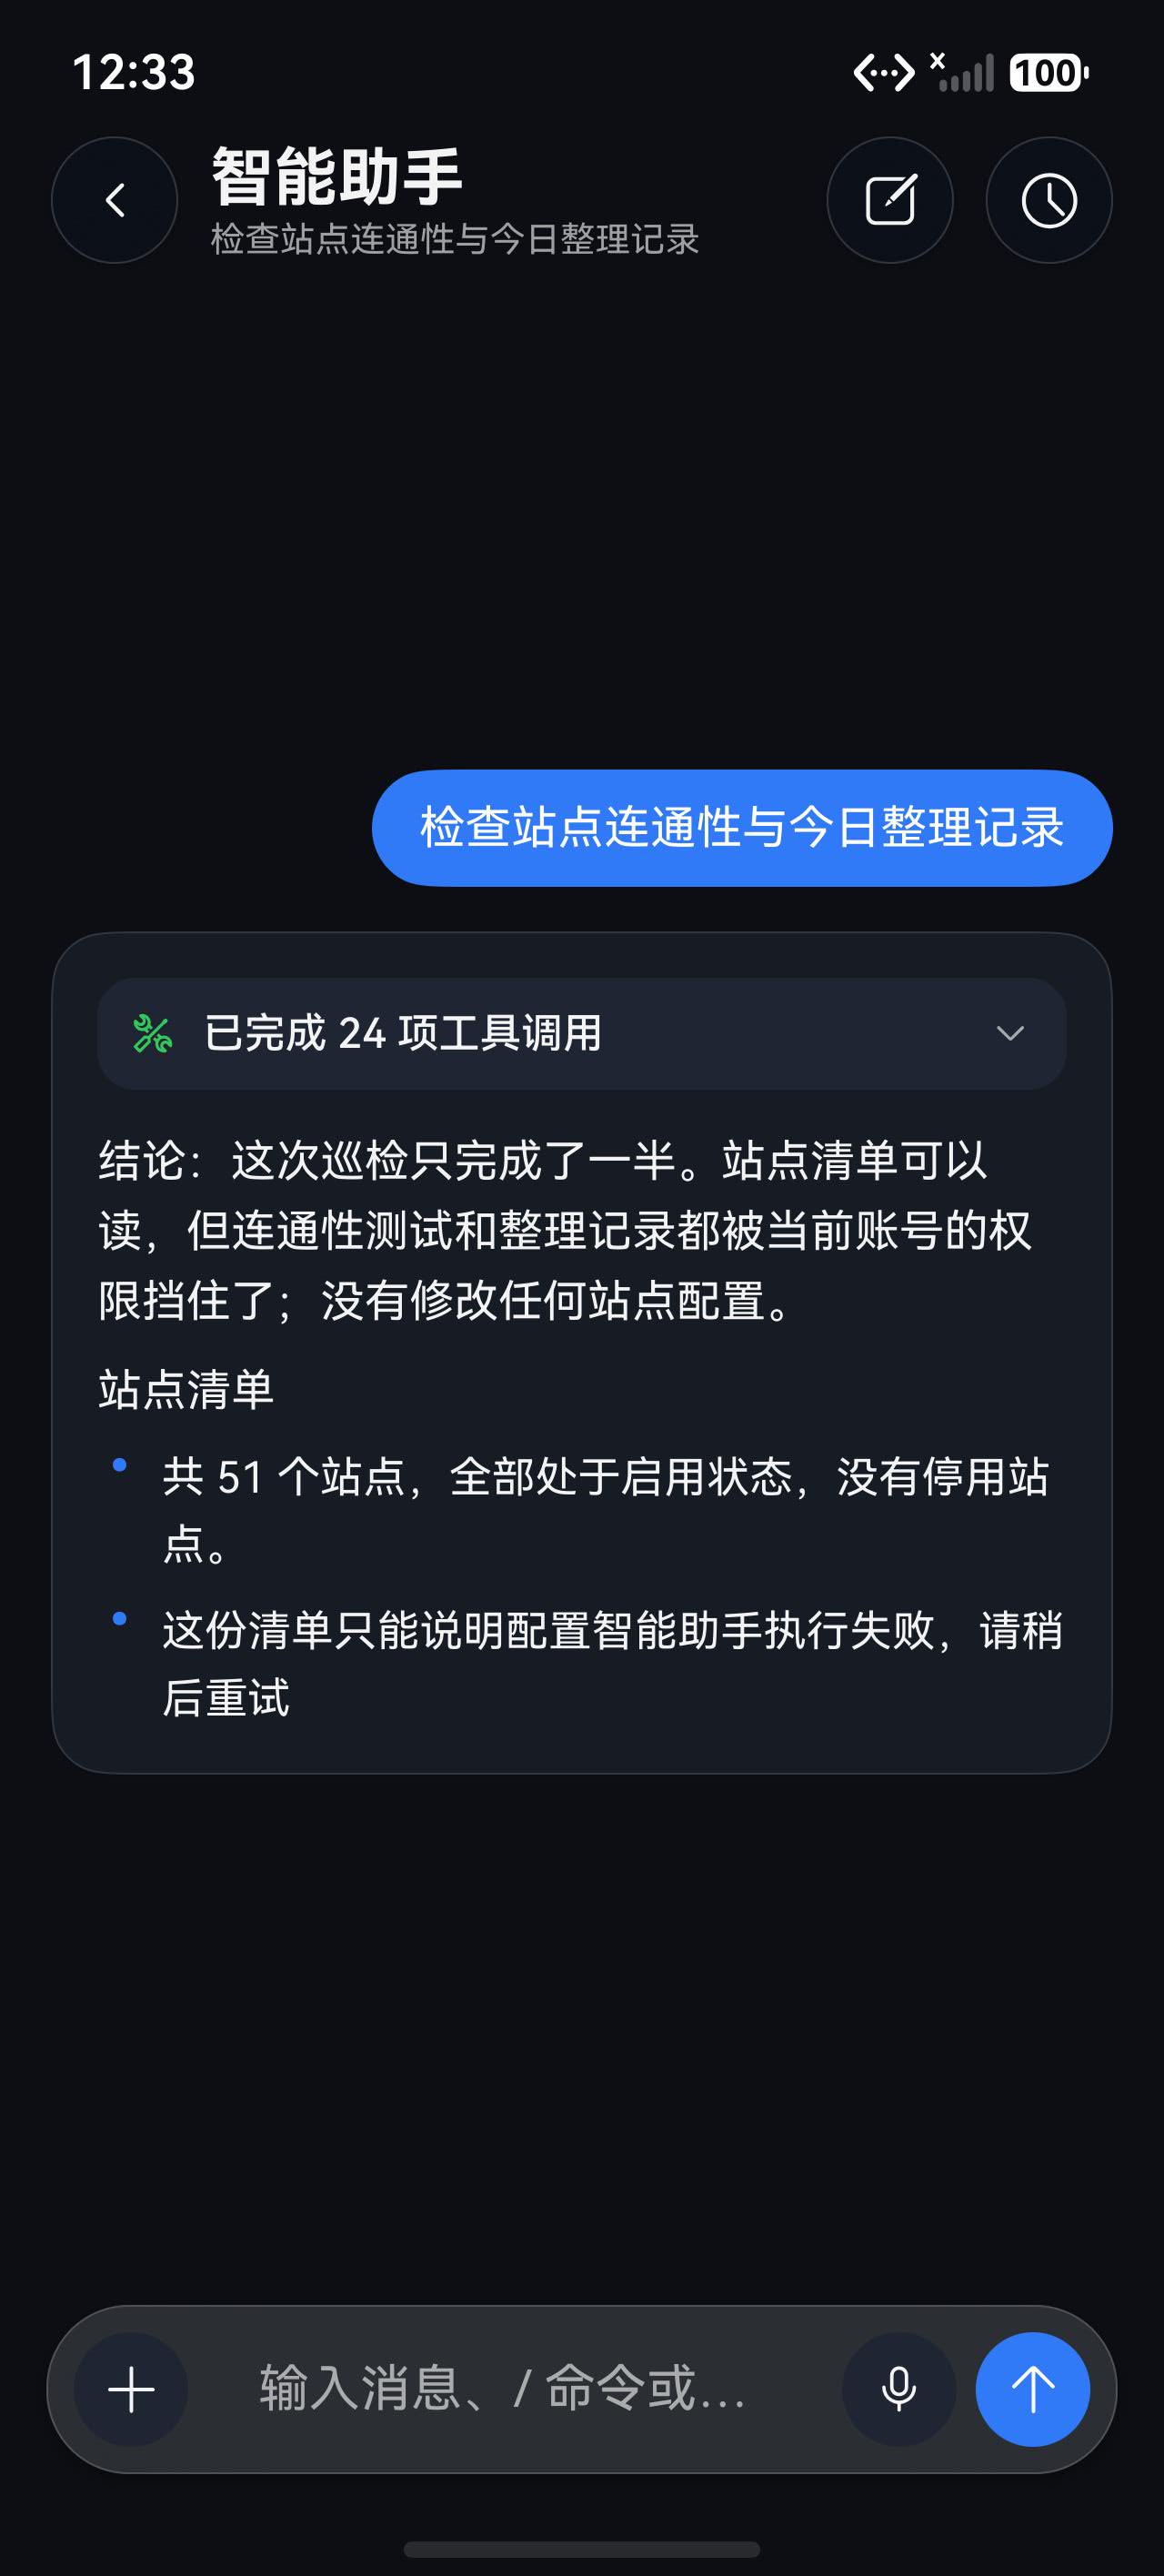 12:33
100
智能助手
检查站点连通性与今日整理记录
检查站点连通性与今日整理记录
已完成 24 项工具调用
结论：这次巡检只完成了一半。站点清单可以
读，但连通性测试和整理记录都被当前账号的权
限挡住了；没有修改任何站点配置。
站点清单
共 51 个站点，全部处于启用状态，没有停用站
点。
这份清单只能说明配置智能助手执行失败，请稍
后重试
输入消息、/ 命令或...